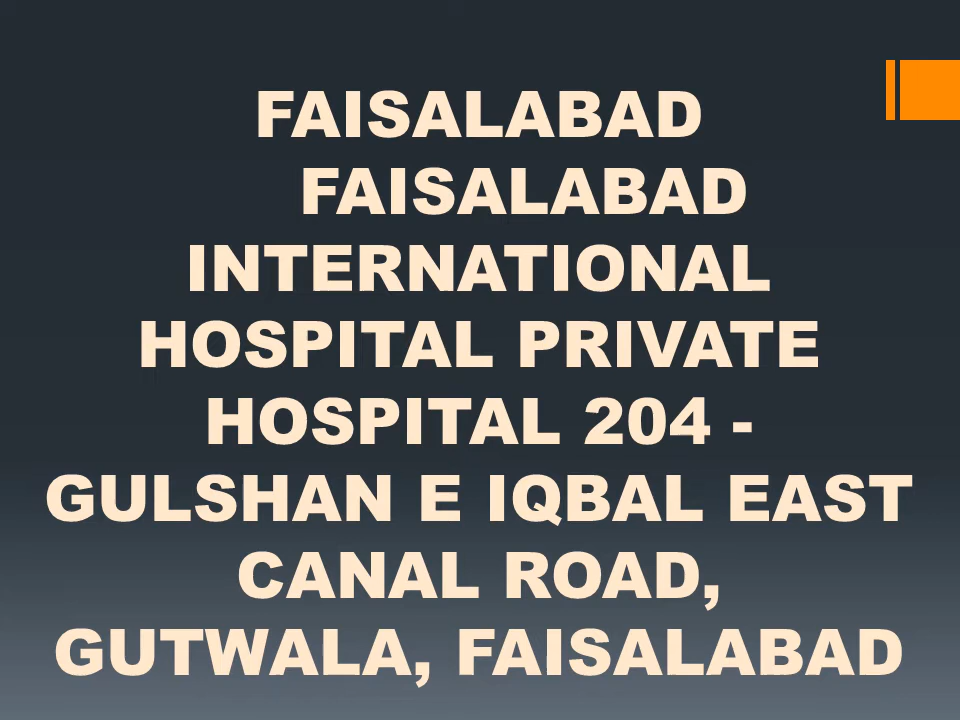 FAISALABAD
FAISALABAD
INTERNATIONAL
HOSPITAL PRIVATE
HOSPITAL 204 -
GULSHAN E IQBAL EAST
CANAL ROAD,
GUTWALA, FAISALABAD